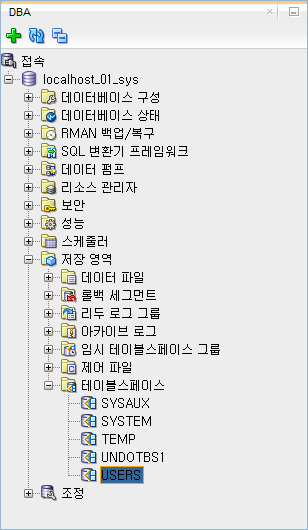 DBA
접속
localhost_01_sys
데이터베이스 구성
데이터베이스 상태
RMAN 백업/복구
SQL 변환기 프레임워크
데이터 펌프
리소스 관리자
보안
성능
스케줄러
저장 영역
데이터 파일
롤백 세그먼트
리두 로그 그룹
아카이브 로그
임시 테이블스페이스 그룹
제어 파일
테이블스페이스
SYSAUX
SYSTEM
TEMP
UNDOTBS1
USERS
조정